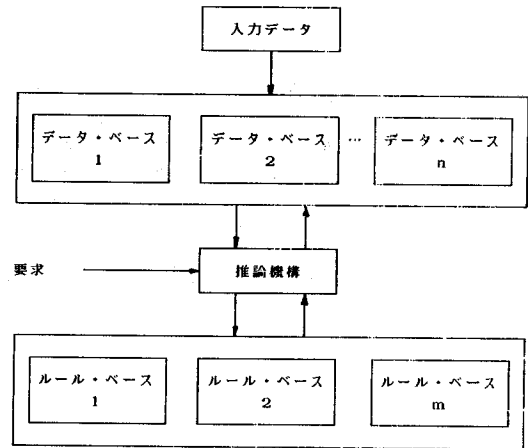 入力データ
データ・ベース
1
データ・ベース
2
…
データ・ベース
n
要求
推論機構
ルール・ベース
1
ルール・ベース
2
ルール・ベース
m